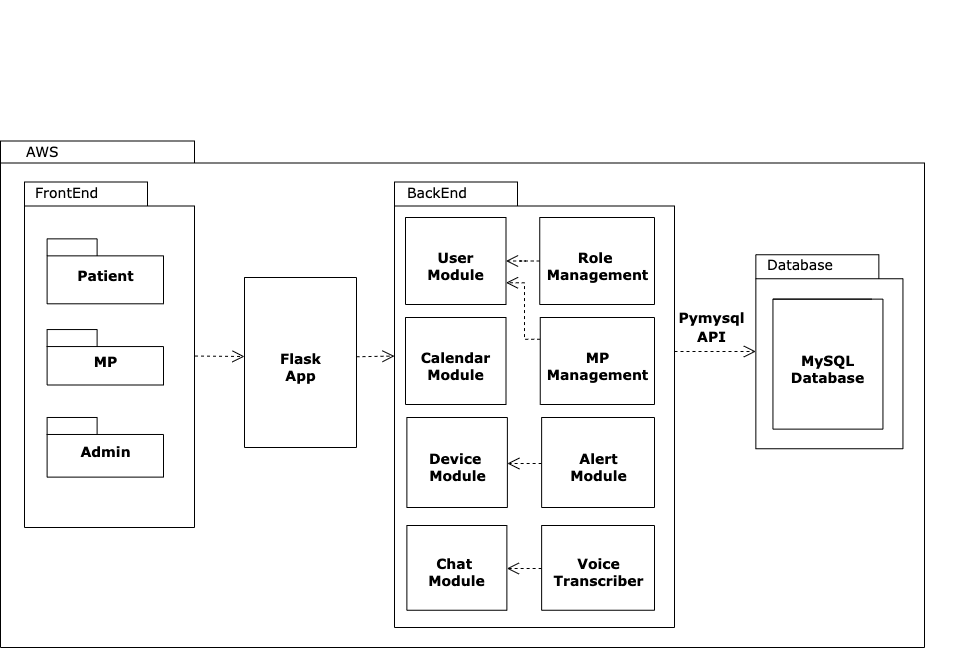 AWS
FrontEnd
Patient
MP
Admin
Flask
App
BackEnd
User
Module
Role
Management
Calendar
Module
MP
Management
Device
Module
Alert
Module
Chat
Module
Voice
Transcriber
Pymysql
API
Database
MySQL
Database